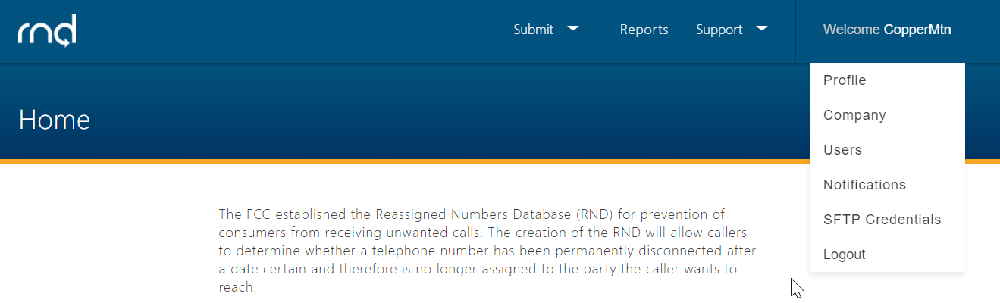 rnd
Submit
Reports
Support
Welcome CopperMtn
Profile
Company
Users
Notifications
SFTP Credentials
Logout
Home
The FCC established the Reassigned Numbers Database (RND) for prevention of
consumers from receiving unwanted calls. The creation of the RND will allow callers
to determine whether a telephone number has been permanently disconnected after
a date certain and therefore is no longer assigned to the party the caller wants to
reach.